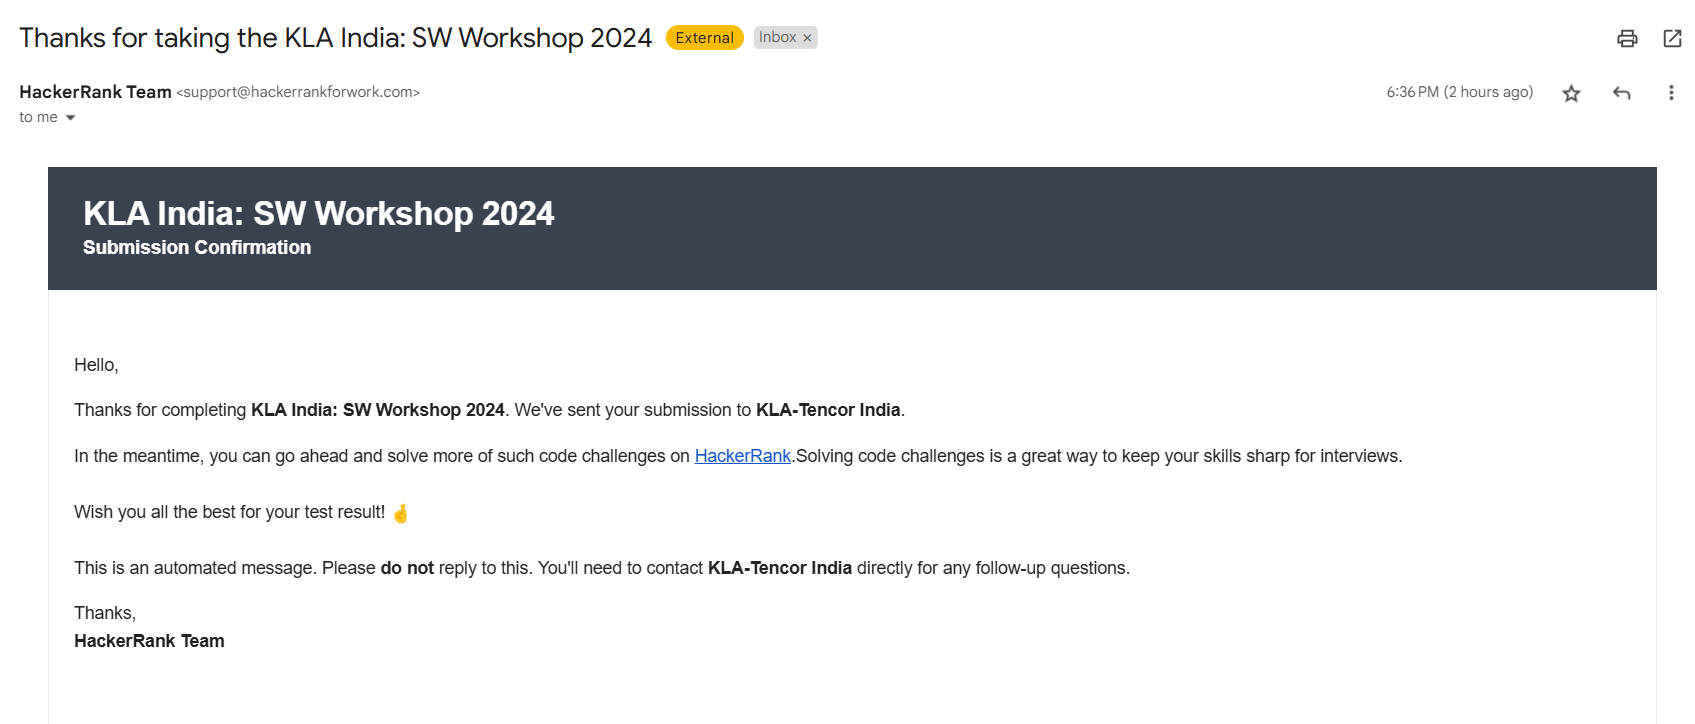 Thanks for taking the KLA India: SW Workshop 2024 External Inbox ×
HackerRank Team <support@hackerrankforwork.com> 6:36 PM (2 hours ago)
to me
KLA India: SW Workshop 2024
Submission Confirmation
Hello,
Thanks for completing KLA India: SW Workshop 2024. We've sent your submission to KLA-Tencor India.
In the meantime, you can go ahead and solve more of such code challenges on HackerRank.Solving code challenges is a great way to keep your skills sharp for interviews.
Wish you all the best for your test result! 🤞
This is an automated message. Please do not reply to this. You'll need to contact KLA-Tencor India directly for any follow-up questions.
Thanks,
HackerRank Team